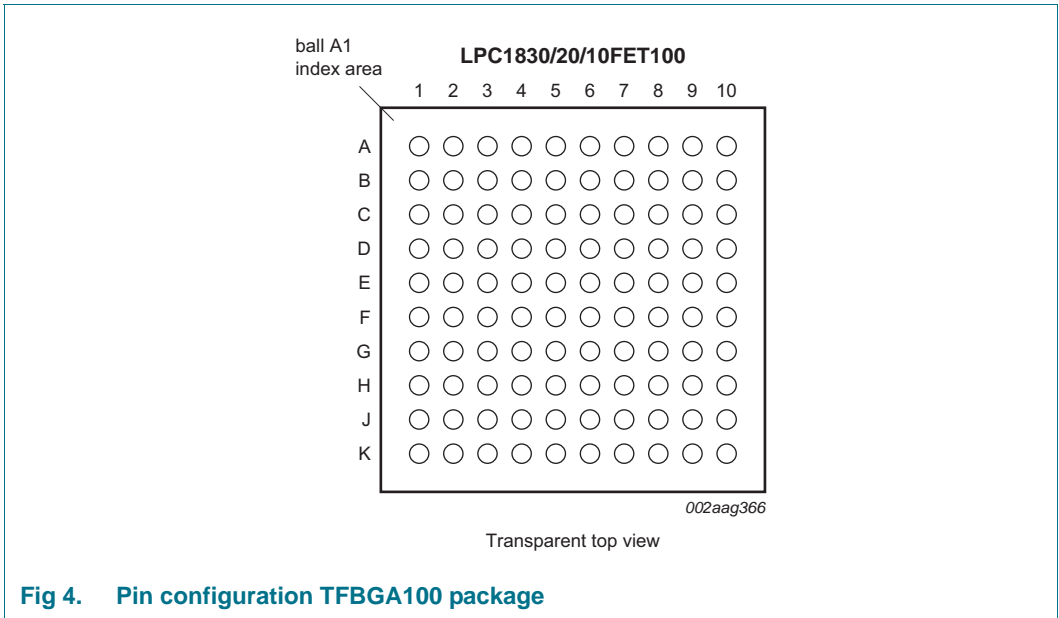 ball A1
index area
LPC1830/20/10FET100
1 2 3 4 5 6 7 8 9 10
A
B
C
D
E
F
G
H
J
K
002aag366
Transparent top view
Fig 4. Pin configuration TFBGA100 package